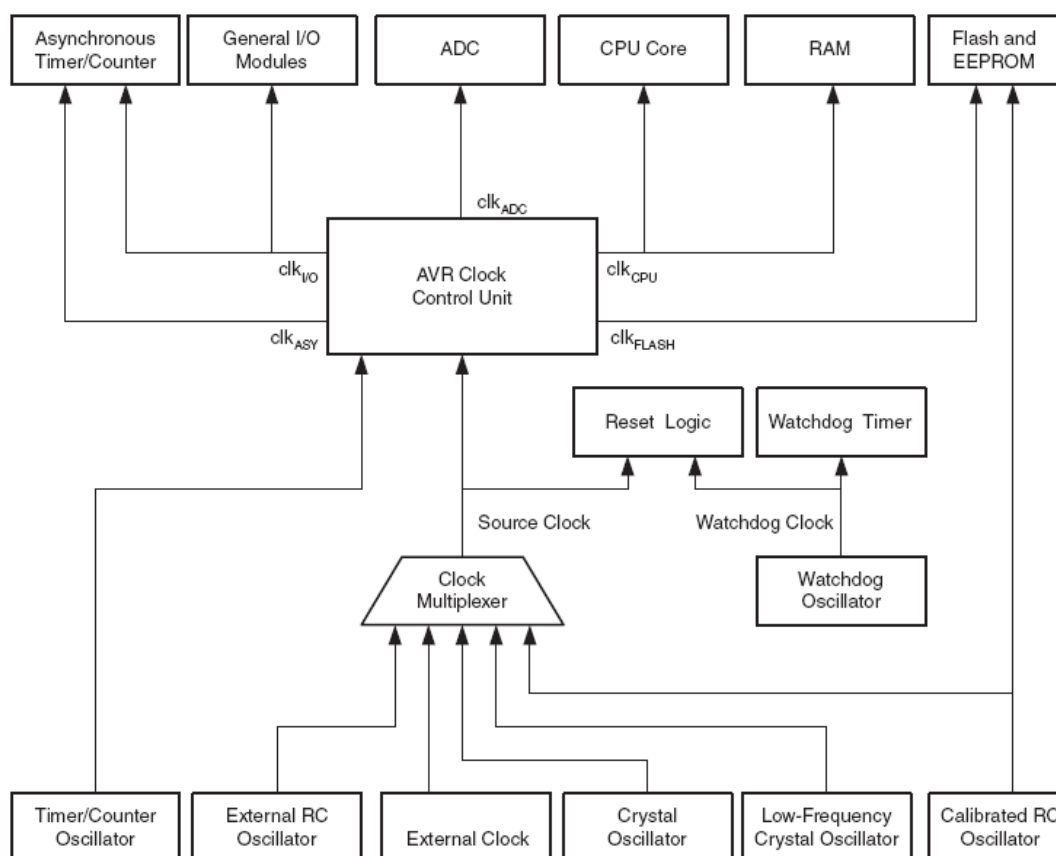 Asynchronous
Timer/Counter
General I/O
Modules
ADC
CPU Core
RAM
Flash and
EEPROM
clkADC
AVR Clock
Control Unit
clkI/O
clkCPU
clkASY
clkFLASH
Reset Logic
Watchdog Timer
Source Clock
Watchdog Clock
Clock
Multiplexer
Watchdog
Oscillator
Timer/Counter
Oscillator
External RC
Oscillator
External Clock
Crystal
Oscillator
Low-Frequency
Crystal Oscillator
Calibrated RC
Oscillator